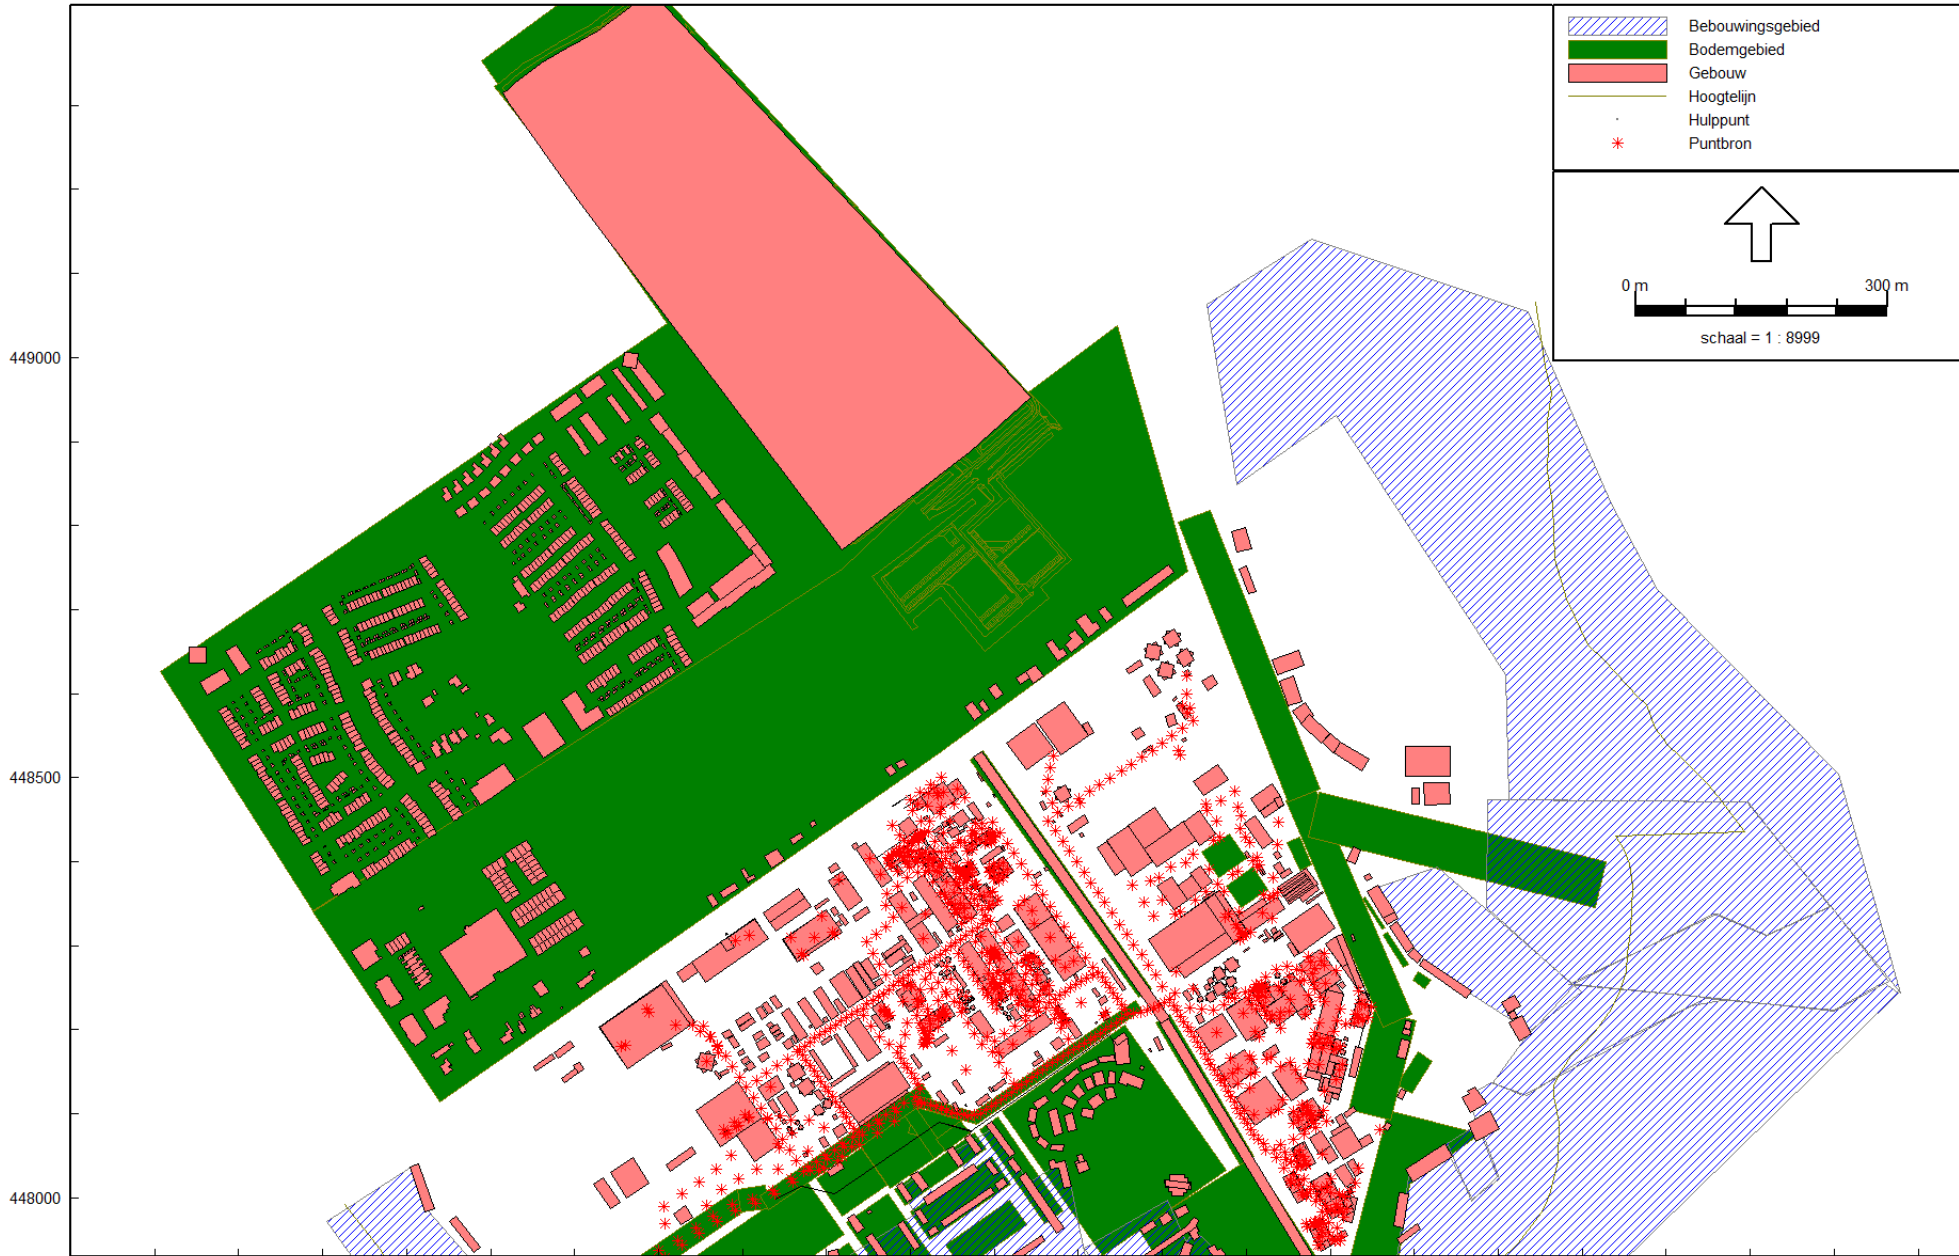 Bebouwingsgebied
Bodemgebied
Gebouw
Hoogtelijn
Hulppunt
Puntbron
0 m 300 m
schaal = 1 : 8999
449000
448500
448000